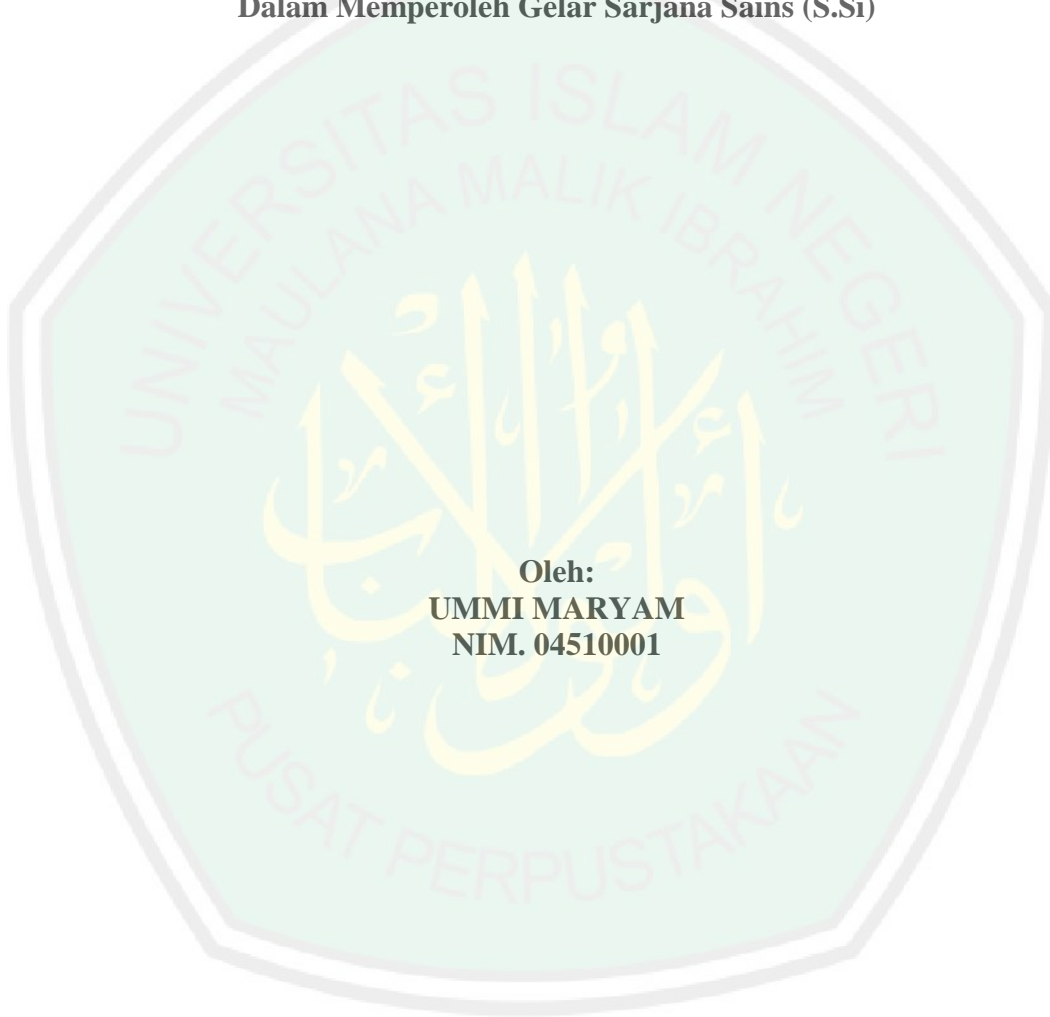 Dalam Memperoleh Gelar Sarjana Sains (S.Si)
UNIVERSITAS ISLAM NEGERI
MAULANA MALIK IBRAHIM
Oleh:
UMMI MARYAM
NIM. 04510001
PUSAT PERPUSTAKAAN